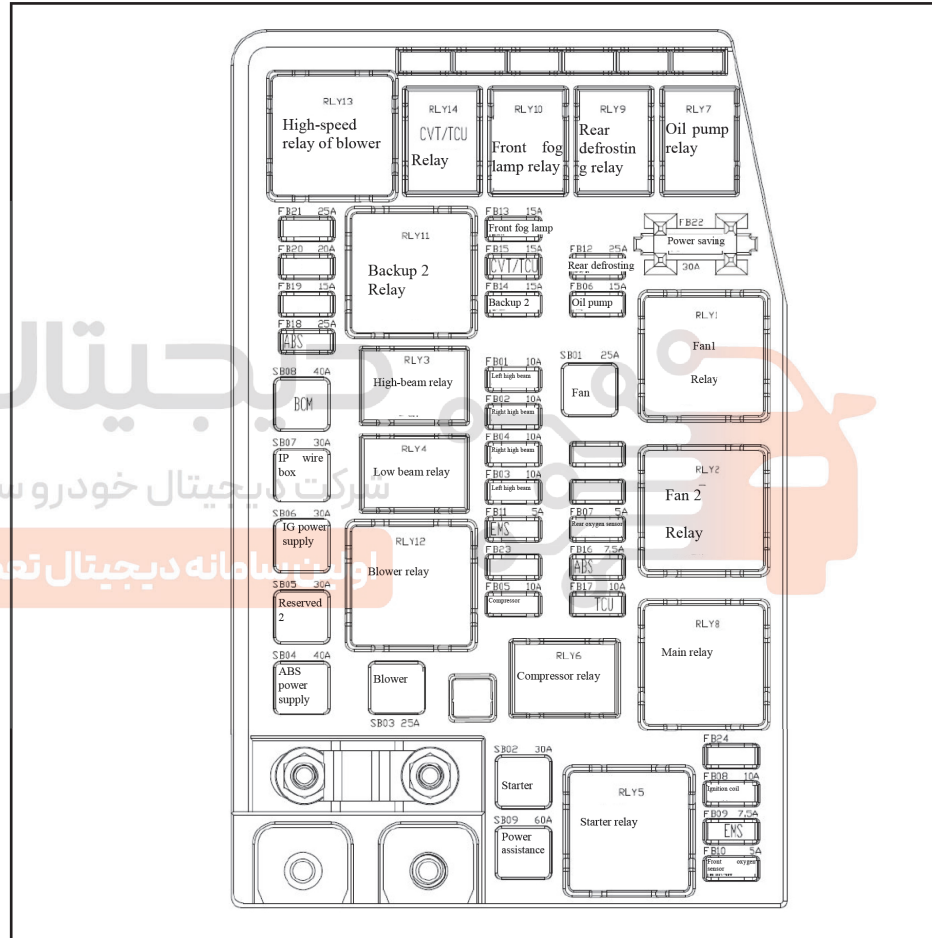 RLY13
High-speed
relay of blower
RLY14
CVT/TCU
Relay
RLY10
Front fog
lamp relay
RLY9
Rear
defrostin
g relay
RLY7
Oil pump
relay
FB21 25A
FB20 20A
FB19 15A
FB18 25A
ABS
RLY11
Backup 2
Relay
FB13 15A
Front fog lamp
FB15 15A
CVT/TCU
FB14 15A
Backup 2
FB12 25A
Rear defrosting
FB06 15A
Oil pump
FB22
Power saving
30A
RLY1
Fan1
Relay
SB08 40A
BCM
SB07 30A
IP wire
box
SB06 30A
IG power
supply
SB05 30A
Reserved
2
SB04 40A
ABS
power
supply
RLY3
High-beam relay
RLY4
Low beam relay
RLY12
Blower relay
Blower
SB03 25A
FB01 10A
Left high beam
FB02 10A
Right high beam
FB04 10A
Right high beam
FB03 10A
Left high beam
FB11 5A
EMS
FB23
FB05 10A
Compressor
SB01 25A
Fan
FB07 5A
Rear oxygen sensor
FB16 7.5A
ABS
FB17 10A
TCU
RLY2
Fan 2
Relay
RLY8
Main relay
RLY6
Compressor relay
SB02 30A
Starter
SB09 60A
Power
assistance
RLY5
Starter relay
FB24
FB08 10A
Ignition coil
FB09 7.5A
EMS
FB10 5A
Front oxygen
sensor
دیجیتال
شرکت دیجیتال خودرو س
اولین سامانه دیجیتال تع